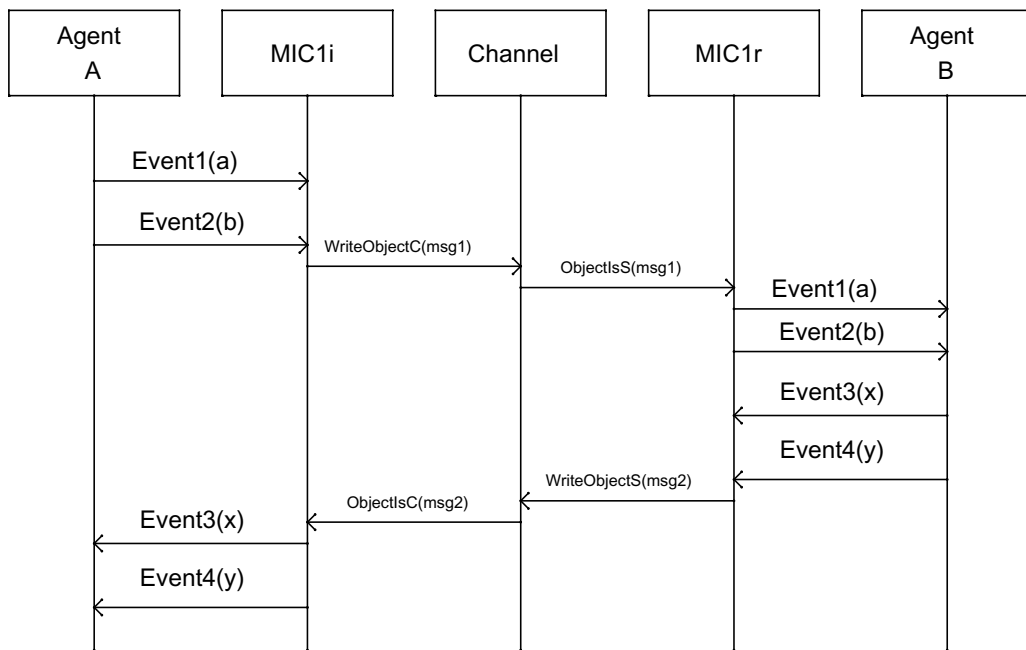 Agent
A
MIC1i
Channel
MIC1r
Agent
B
Event1(a)
Event2(b)
WriteObjectC(msg1)
ObjectIsS(msg1)
Event1(a)
Event2(b)
Event3(x)
Event4(y)
WriteObjectS(msg2)
ObjectIsC(msg2)
Event3(x)
Event4(y)